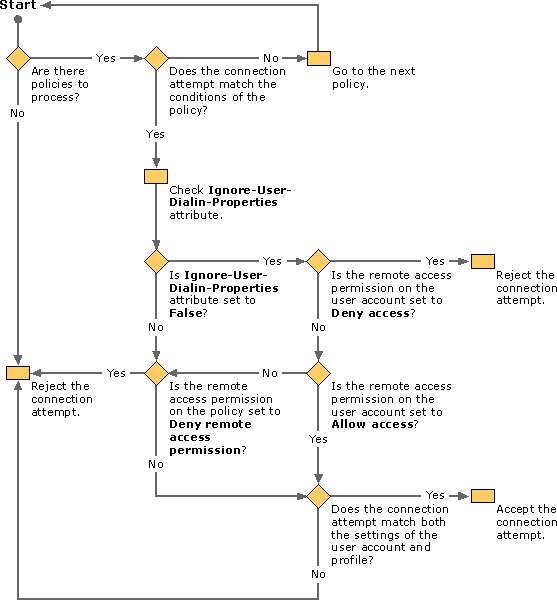 Start
Yes
No
Are there
policies to
process?
Does the connection
attempt match the
conditions of the
policy?
Go to the next
policy.
No
Yes
Check Ignore-User-
Dialin-Properties
attribute.
Yes
Yes
Is Ignore-User-
Dialin-Properties
attribute set to
False?
Is the remote access
permission on the
user account set to
Deny access?
Reject the
connection
attempt.
No
No
Yes
No
Reject the
connection
attempt.
Is the remote
access permission
on the policy set to
Deny remote
access
permission?
Is the remote access
permission on the
user account set to
Allow access?
Yes
No
Yes
Does the connection
attempt match both
the settings of the
user account and
profile?
Accept the
connection
attempt.
No